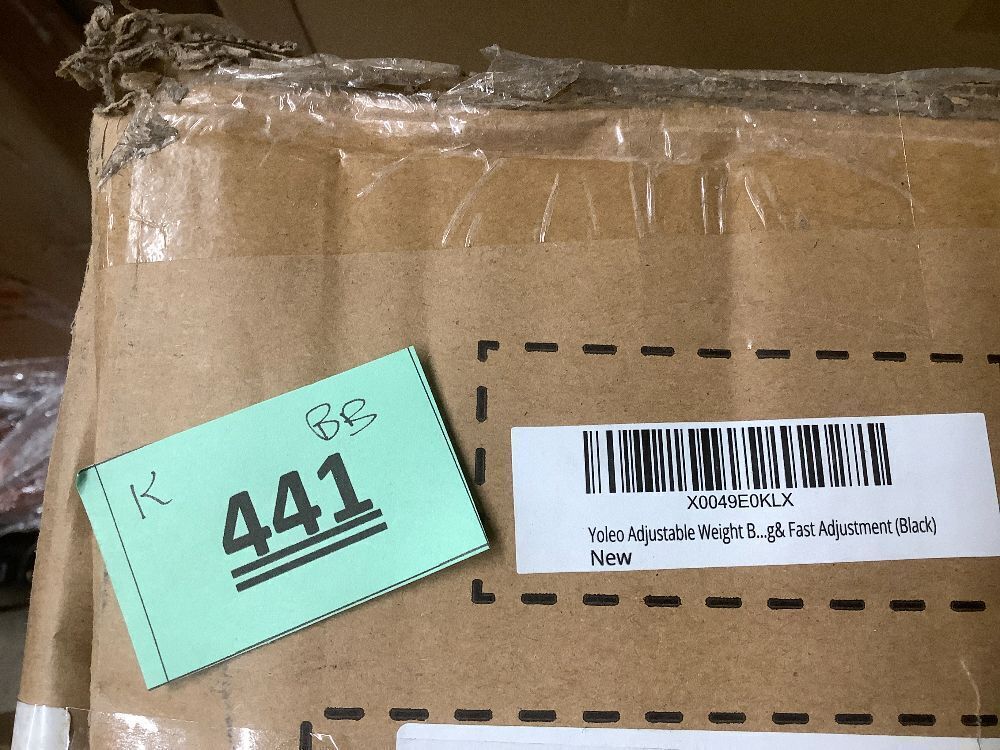 K
BB
441
X0049E0KLX
Yoleo Adjustable Weight B...g& Fast Adjustment (Black)
New